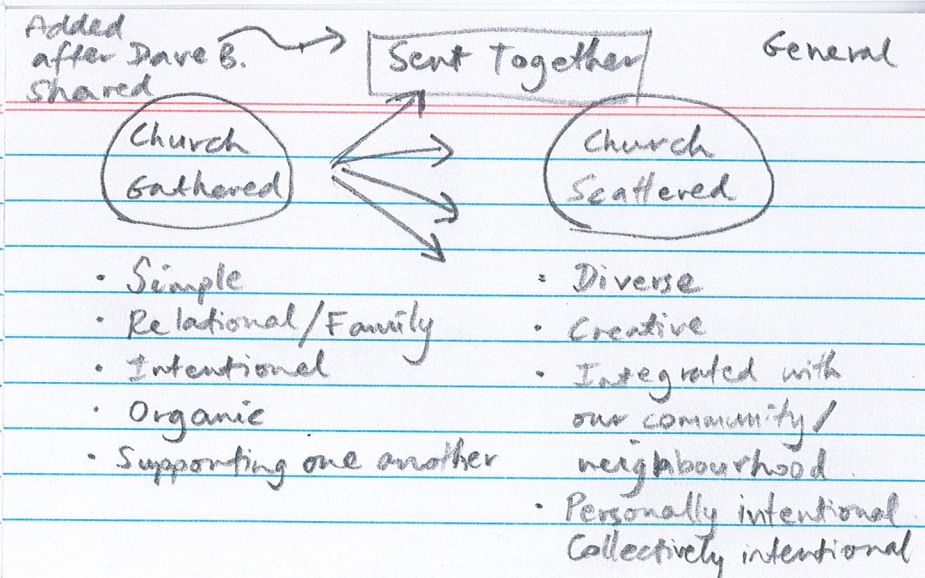 Added
after Dave B.
shared
Sent Together
General
Church
Gathered
Church
Scattered
• Simple
• Relational/Family
• Intentional
• Organic
• Supporting one another
• Diverse
• Creative
• Integrated with
our community/
neighbourhood
• Personally intentional
Collectively intentional